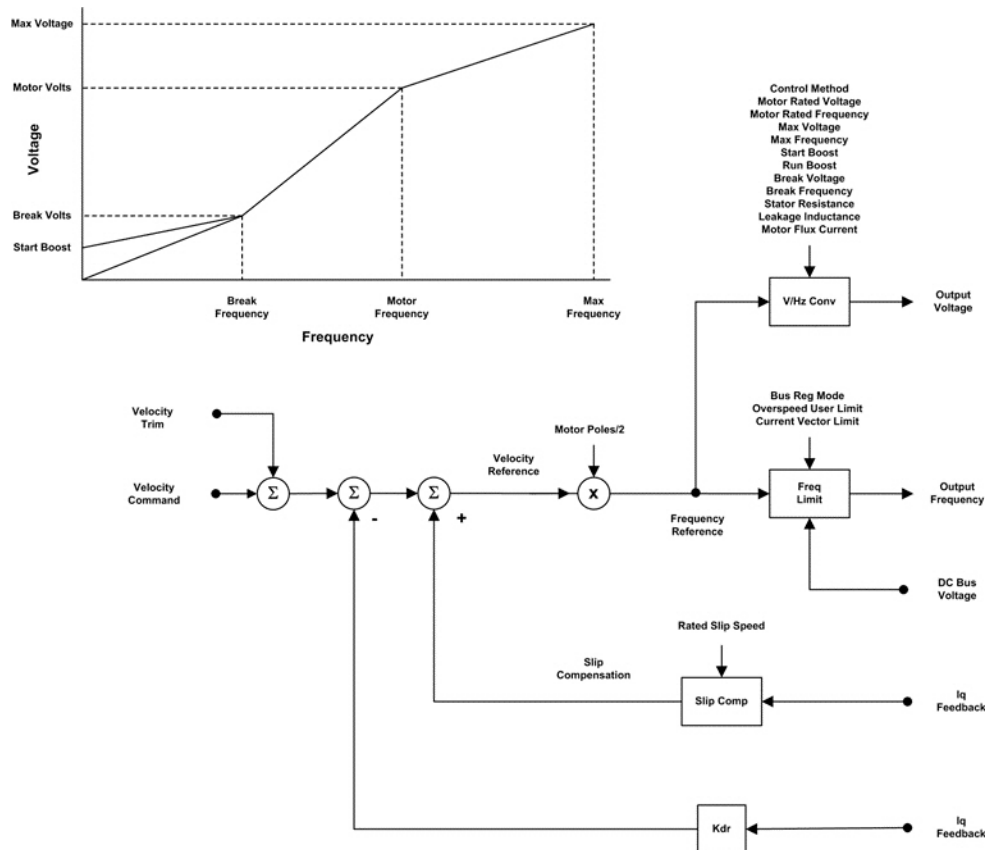 Max Voltage
Motor Volts
Voltage
Break Volts
Start Boost
Break
Frequency
Motor
Frequency
Max
Frequency
Frequency
Control Method
Motor Rated Voltage
Motor Rated Frequency
Max Voltage
Max Frequency
Start Boost
Run Boost
Break Voltage
Break Frequency
Stator Resistance
Leakage Inductance
Motor Flux Current
V/Hz Conv
Output
Voltage
Velocity
Trim
Velocity
Command
Σ
Σ
-
Σ
+
Velocity
Reference
Motor Poles/2
X
Frequency
Reference
Bus Reg Mode
Overspeed User Limit
Current Vector Limit
Freq
Limit
Output
Frequency
DC Bus
Voltage
Slip
Compensation
Rated Slip Speed
Slip Comp
Iq
Feedback
Kdr
Iq
Feedback